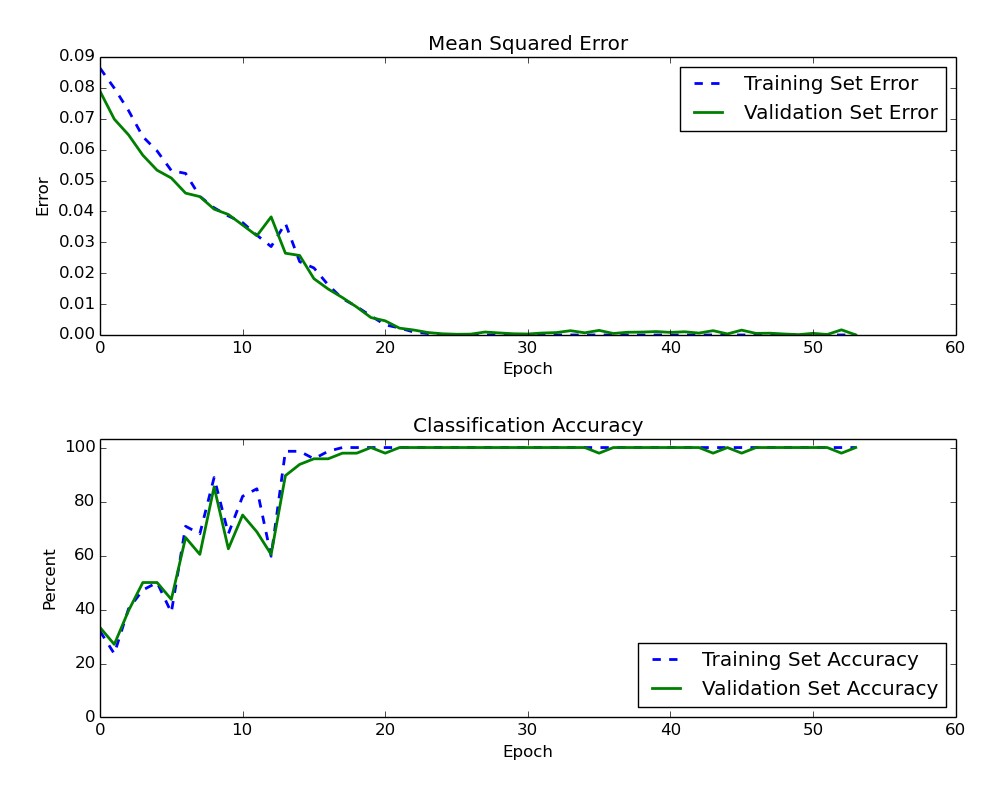 Mean Squared Error
0.09
0.08
0.07
0.06
0.05
0.04
0.03
0.02
0.01
0.00
Error
Training Set Error
Validation Set Error
0 10 20 30 40 50 60
Epoch
Classification Accuracy
100
80
60
40
20
0
Percent
Training Set Accuracy
Validation Set Accuracy
0 10 20 30 40 50 60
Epoch